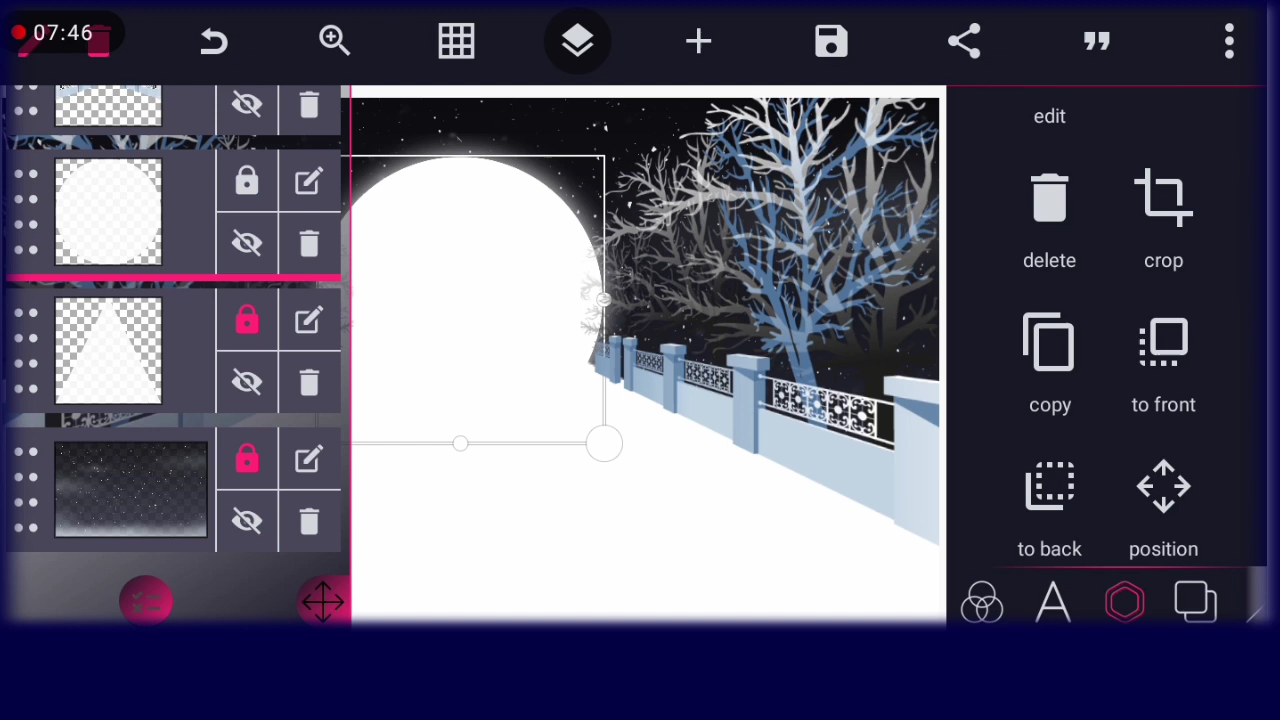 07:46
edit
delete crop
copy to front
to back position